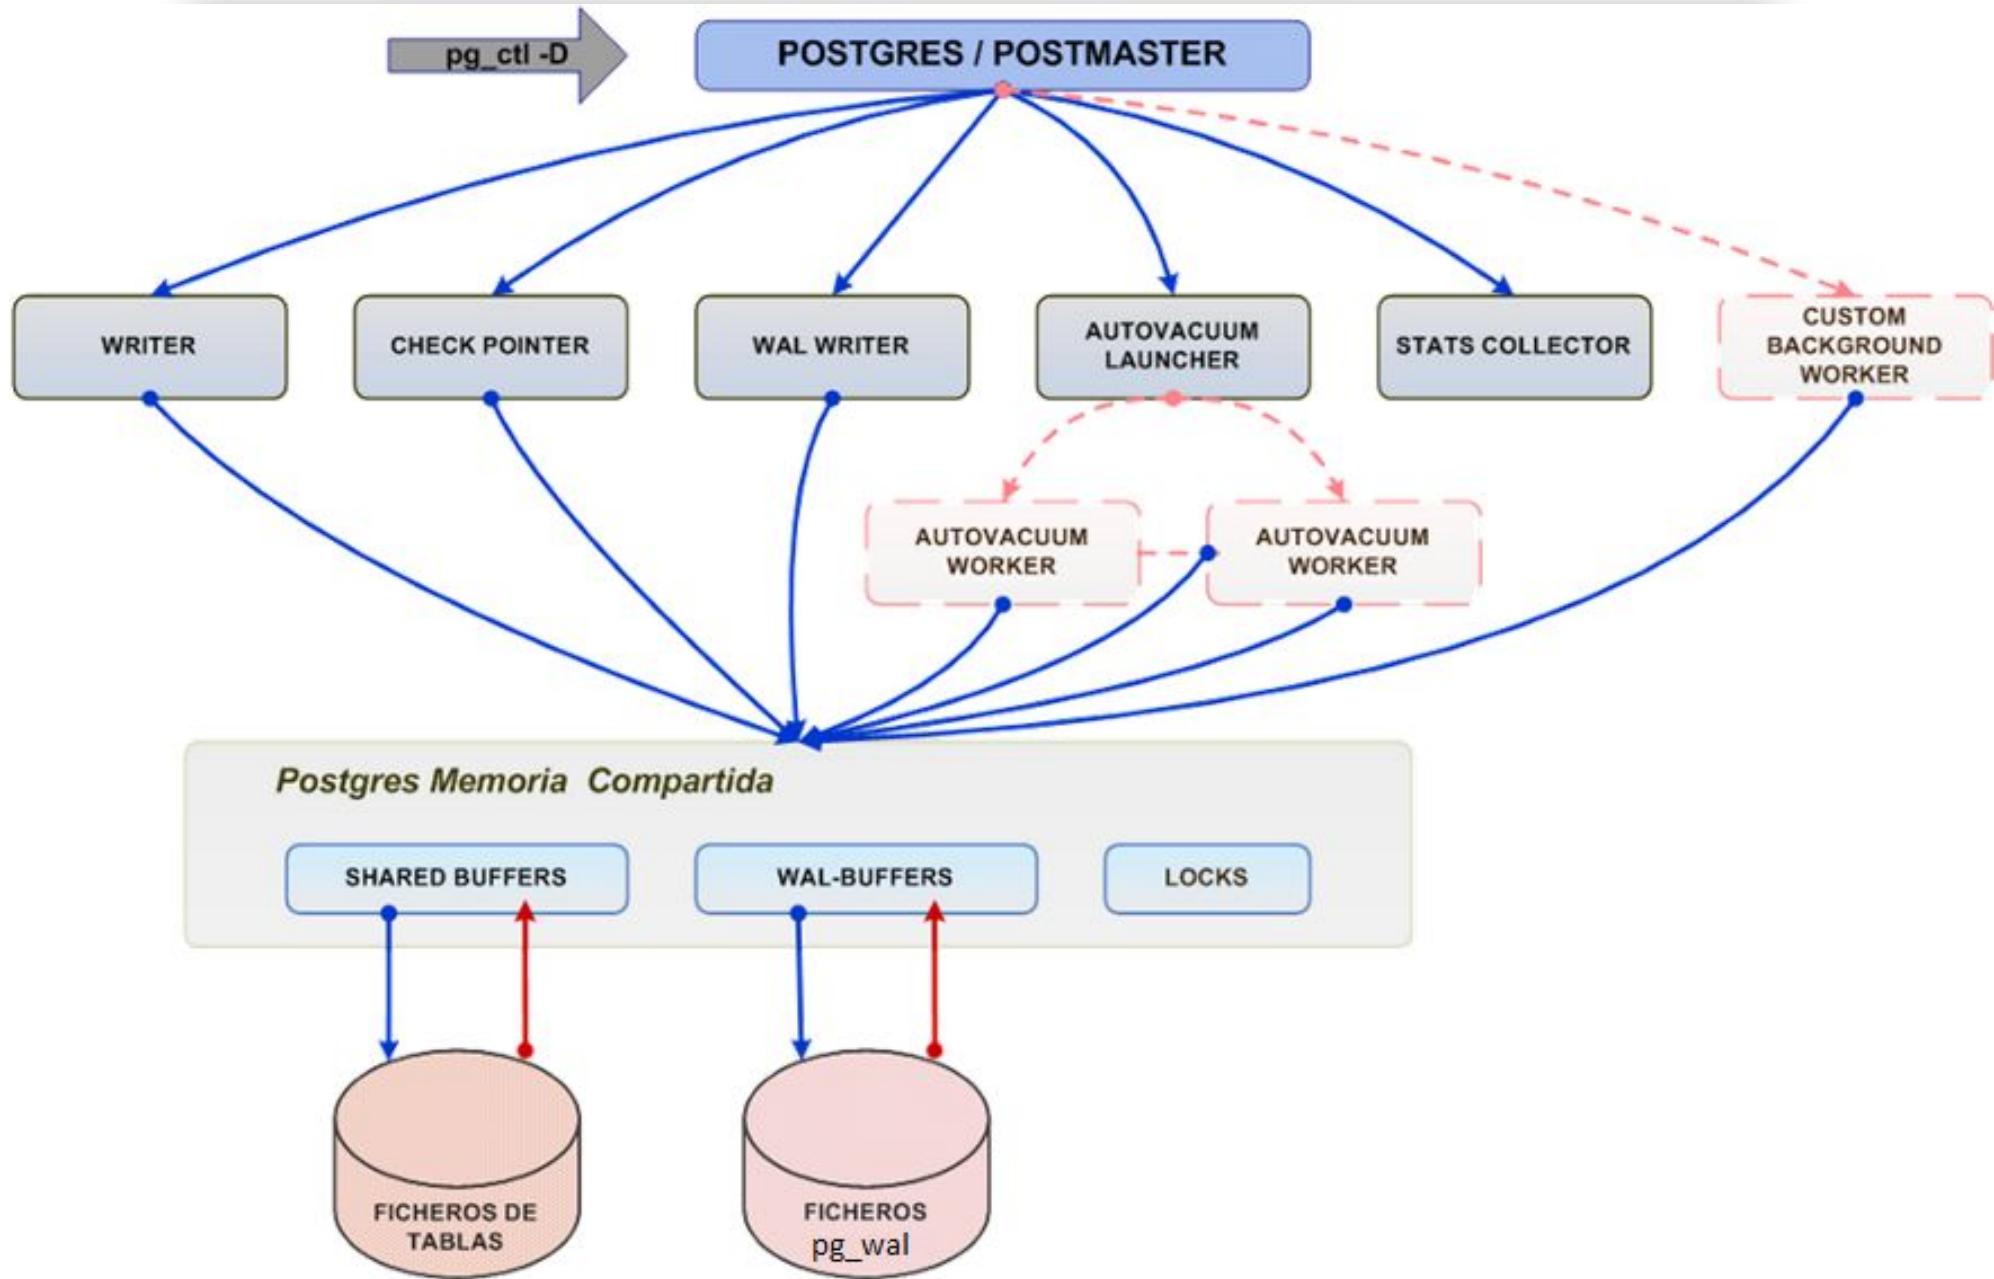 pg_ctl -D
POSTGRES / POSTMASTER
WRITER
CHECK POINTER
WAL WRITER
AUTOVACUUM
LAUNCHER
STATS COLLECTOR
CUSTOM
BACKGROUND
WORKER
AUTOVACUUM
WORKER
AUTOVACUUM
WORKER
Postgres Memoria Compartida
SHARED BUFFERS
WAL-BUFFERS
LOCKS
FICHEROS DE
TABLAS
FICHEROS
pg_wal